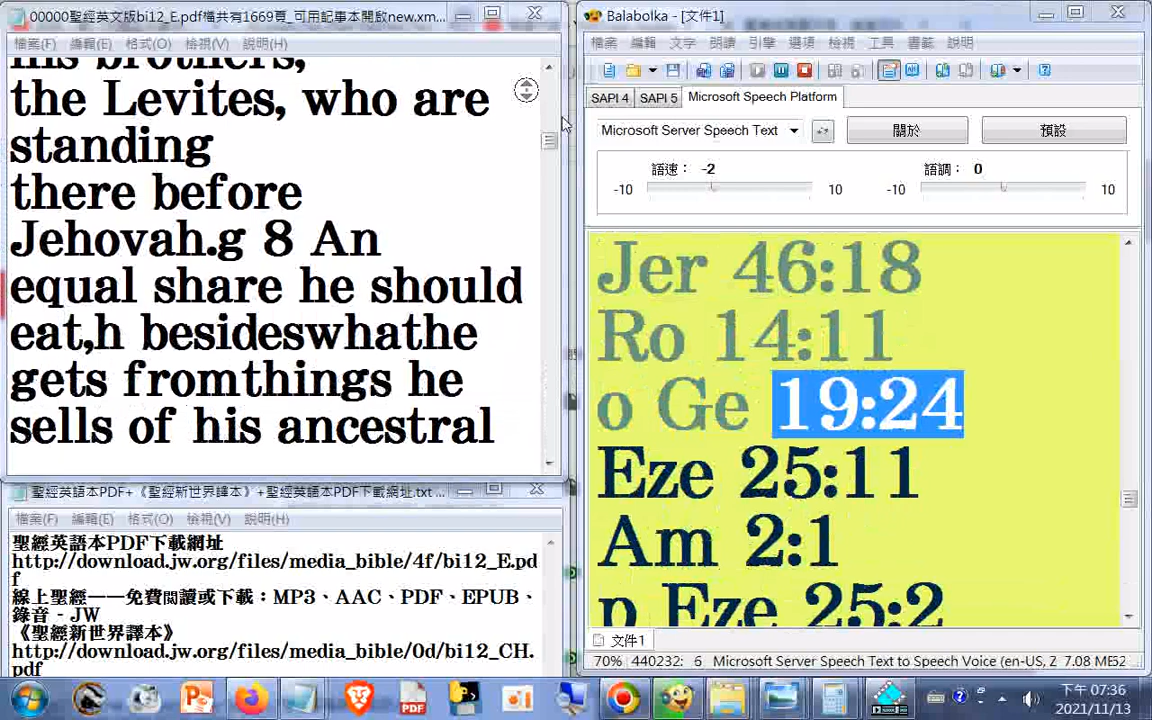 00000聖經英文版bi12_E.pdf檔共有1669頁_可用記事本開啟new.xm...
檔案(F) 編輯(E) 格式(O) 檢視(V) 說明(H)
his brothers,
the Levites, who are
standing
there before
Jehovah.g 8 An
equal share he should
eat,h besideswhatthe
gets fromthings he
sells of his ancestral
聖經英語本PDF+《聖經新世界譯本》+聖經英語本PDF下載網址.txt ...
檔案(F) 編輯(E) 格式(O) 檢視(V) 說明(H)
聖經英語本PDF下載網址
http://download.jw.org/files/media_bible/4f/bi12_E.pd
f
線上聖經——免費閱讀或下載：MP3、AAC、PDF、EPUB、
錄音 - JW
《聖經新世界譯本》
http://download.jw.org/files/media_bible/0d/bi12_CH.
pdf
Balabolka - [文件1]
檔案 編輯 文字 朗讀 引擎 選項 檢視 工具 書籤 說明
SAPI 4 SAPI 5 Microsoft Speech Platform
Microsoft Server Speech Text 關於 預設
語速： -2 語調： 0
-10 10 -10 10
Jer 46:18
Ro 14:11
o Ge 19:24
Eze 25:11
Am 2:1
p Eze 25:2
文件1
70% 440232: 6 Microsoft Server Speech Text to Speech Voice (en-US, Z 7.08 ME52
下午 07:36
2021/11/13